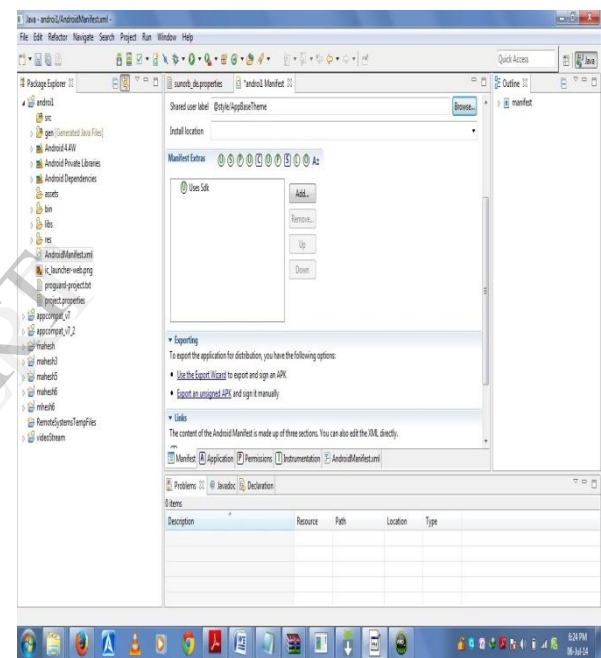 Java - androi1/AndroidManifest.xml -
File Edit Refactor Navigate Search Project Run Window Help
Quick Access
Java
Package Explorer
androi1
src
gen [Generated Java Files]
Android 4.4W
Android Private Libraries
Android Dependencies
assets
bin
libs
res
AndroidManifest.xml
ic_launcher-web.png
proguard-project.txt
project.properties
appcompat_v7
appcompat_v7_2
mahesh
mahesh3
mahesh5
mahesh6
mhesh6
RemoteSystemsTempFiles
videoStream
sunorb_de.properties
*androi1 Manifest
Shared user label @style/AppBaseTheme Browse...
Install location
Manifest Extras U S P U C U P S C U Az
Uses Sdk
Add...
Remove...
Up
Down
Exporting
To export the application for distribution, you have the following options:
Use the Export Wizard to export and sign an APK
Export an unsigned APK and sign it manually
Links
The content of the Android Manifest is made up of three sections. You can also edit the XML directly.
Manifest A Application P Permissions I Instrumentation AndroidManifest.xml
Problems @ Javadoc Declaration
0 items
Description Resource Path Location Type
Outline
manifest
6:24 PM
06-Jul-14